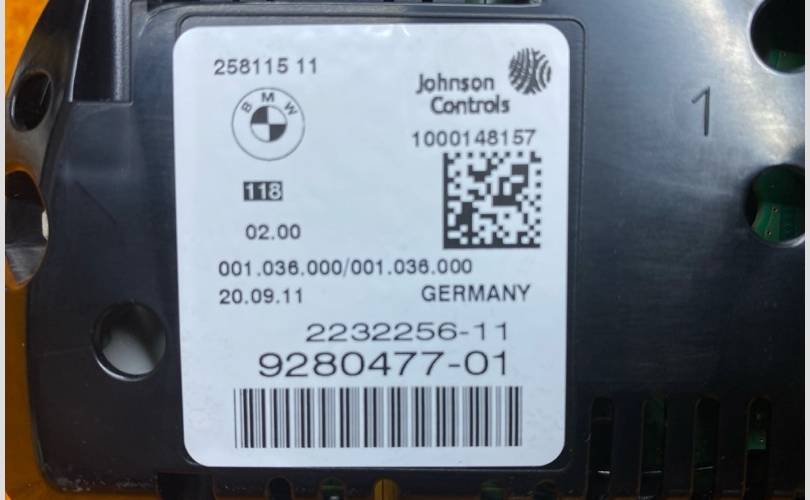 258115 11
Johnson
Controls
BMW
1000148157
118
02.00
001.036.000/001.036.000
20.09.11
GERMANY
2232256-11
9280477-01
1